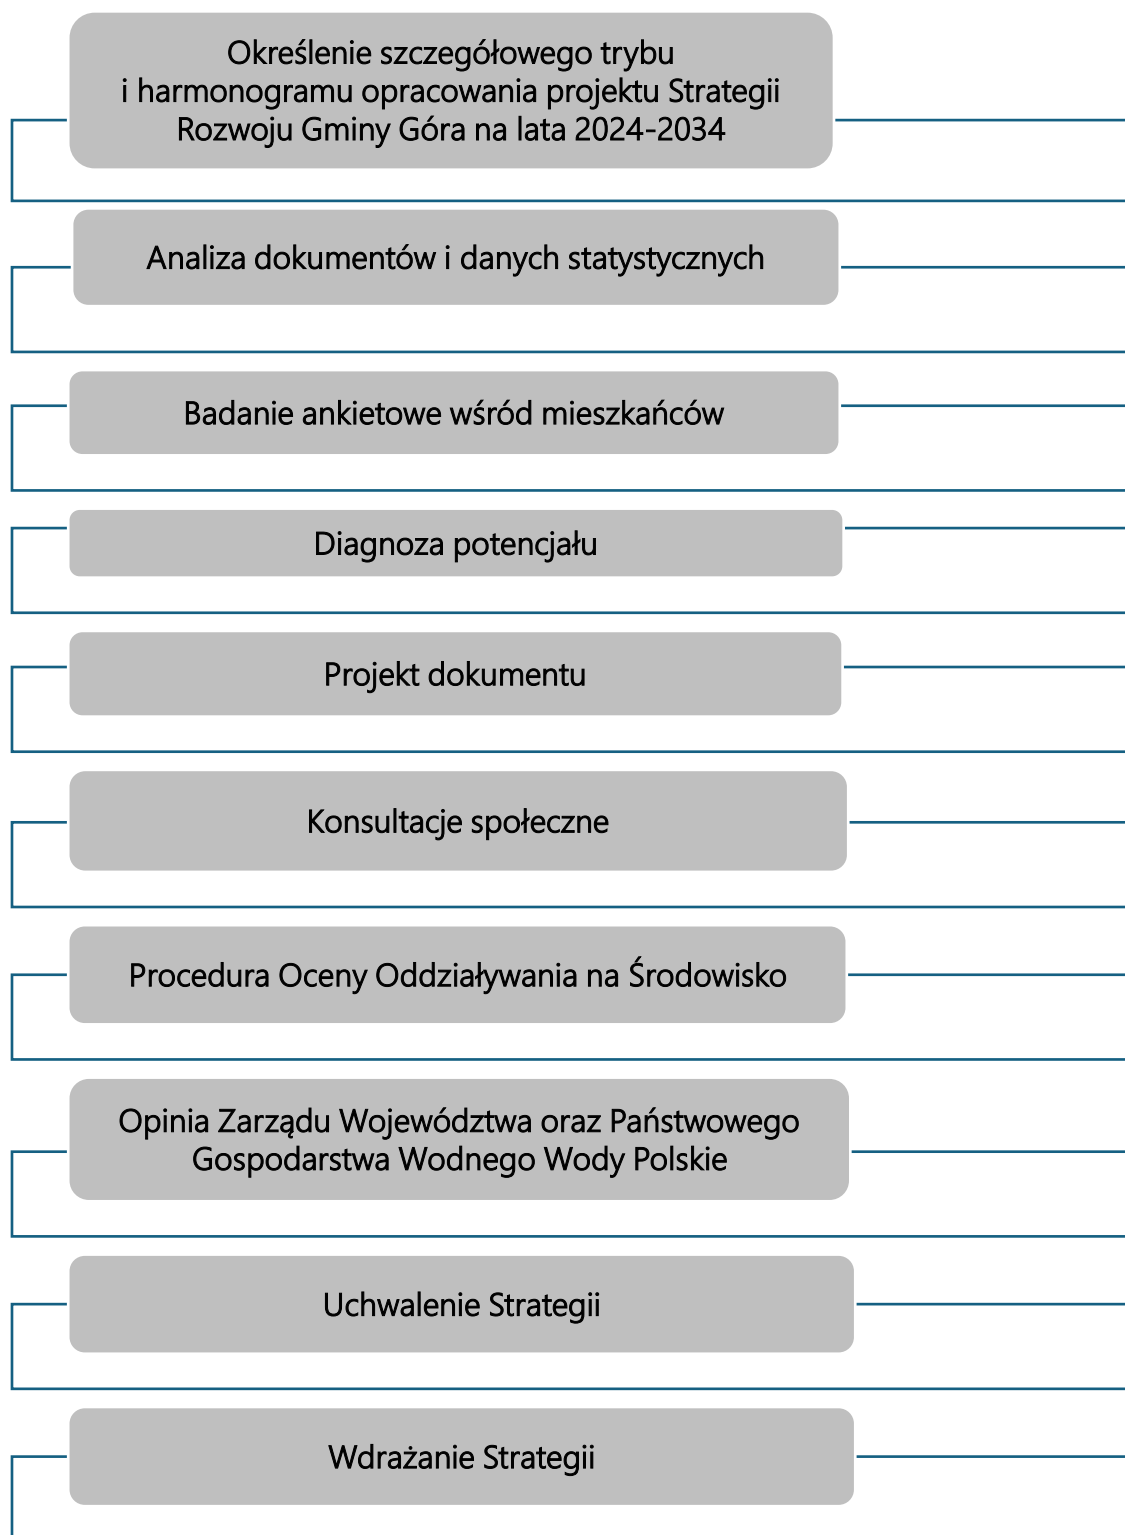 Określenie szczegółowego trybu
i harmonogramu opracowania projektu Strategii
Rozwoju Gminy Góra na lata 2024-2034
Analiza dokumentów i danych statystycznych
Badanie ankietowe wśród mieszkańców
Diagnoza potencjału
Projekt dokumentu
Konsultacje społeczne
Procedura Oceny Oddziaływania na Środowisko
Opinia Zarządu Województwa oraz Państwowego
Gospodarstwa Wodnego Wody Polskie
Uchwalenie Strategii
Wdrażanie Strategii